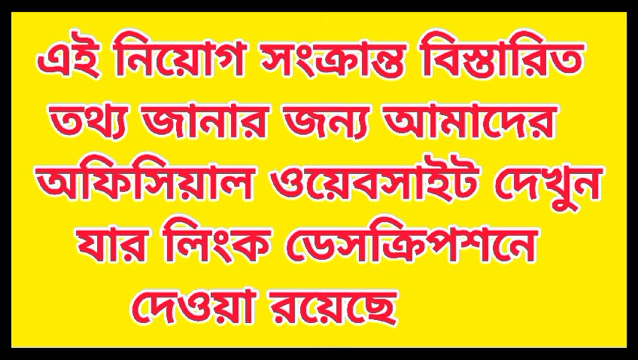 এই নিয়োগ সংক্রান্ত বিস্তারিত
তথ্য জানার জন্য আমাদের
অফিসিয়াল ওয়েবসাইট দেখুন
যার লিংক ডেসক্রিপশনে
দেওয়া রয়েছে